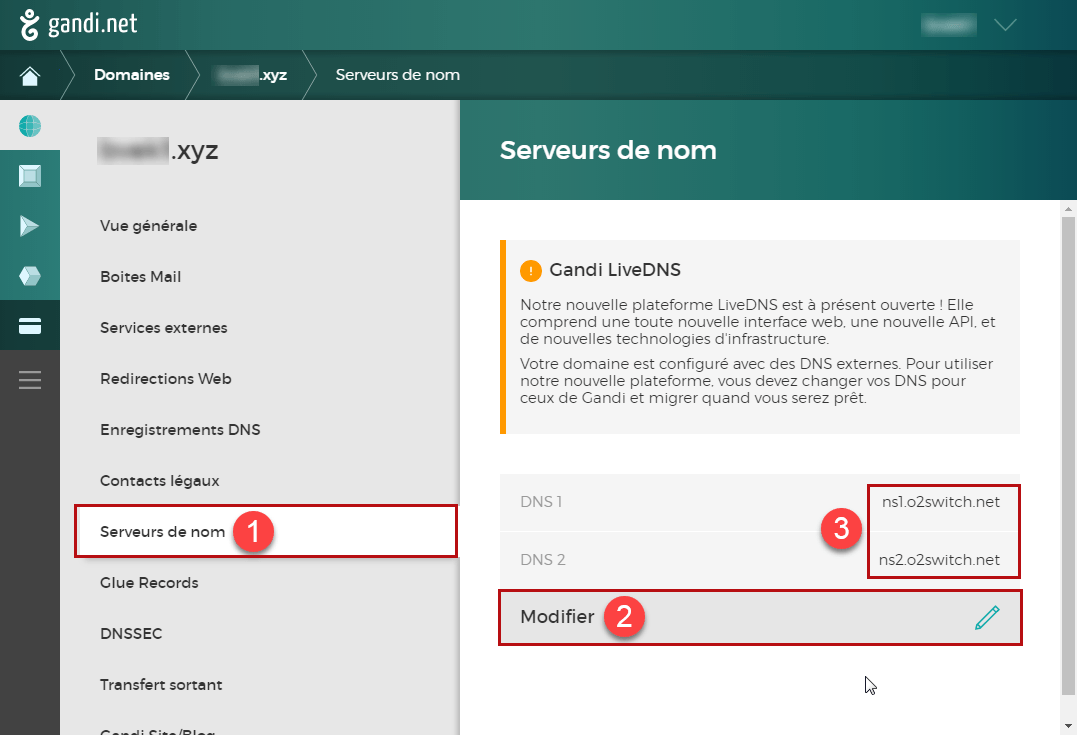 gandi.net
Domaines
.xyz
Serveurs de nom
.xyz
Vue générale
Boites Mail
Services externes
Redirections Web
Enregistrements DNS
Contacts légaux
Serveurs de nom 1
Glue Records
DNSSEC
Transfert sortant
Gandi Site/Blog
Serveurs de nom
! Gandi LiveDNS
Notre nouvelle plateforme LiveDNS est à présent ouverte ! Elle
comprend une toute nouvelle interface web, une nouvelle API, et
de nouvelles technologies d'infrastructure.
Votre domaine est configuré avec des DNS externes. Pour utiliser
notre nouvelle plateforme, vous devez changer vos DNS pour
ceux de Gandi et migrer quand vous serez prêt.
DNS 1 ns1.o2switch.net
3
DNS 2 ns2.o2switch.net
Modifier 2